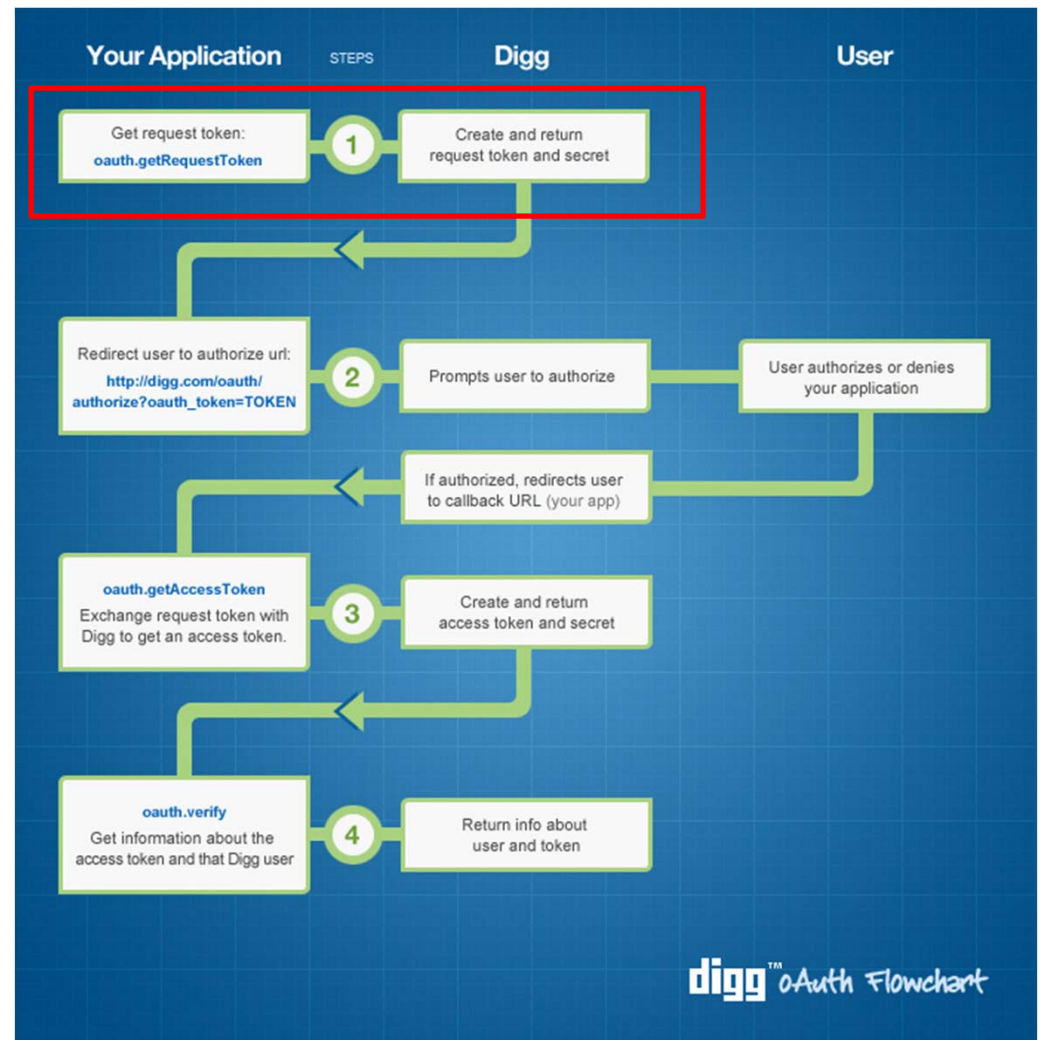 Your Application
STEPS
Digg
User
Get request token:
oauth.getRequestToken
1
Create and return
request token and secret
Redirect user to authorize url:
http://digg.com/oauth/
authorize?oauth_token=TOKEN
2
Prompts user to authorize
User authorizes or denies
your application
If authorized, redirects user
to callback URL (your app)
oauth.getAccessToken
Exchange request token with
Digg to get an access token.
3
Create and return
access token and secret
oauth.verify
Get information about the
access token and that Digg user
4
Return info about
user and token
digg™ oAuth Flowchart